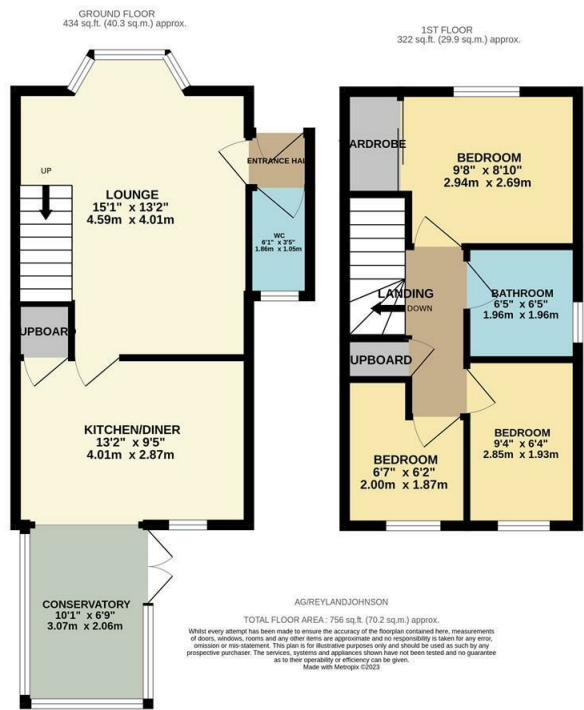 GROUND FLOOR
434 sq.ft. (40.3 sq.m.) approx.
1ST FLOOR
322 sq.ft. (29.9 sq.m.) approx.
UP
LOUNGE
15'1" x 13'2"
4.59m x 4.01m
ENTRANCE HAL
WC
6'1" x 3'5"
1.86m x 1.05m
UPBOARD
KITCHEN/DINER
13'2" x 9'5"
4.01m x 2.87m
CONSERVATORY
10'1" x 6'9"
3.07m x 2.06m
ARDROBE
BEDROOM
9'8" x 8'10"
2.94m x 2.69m
LANDING
DOWN
BATHROOM
6'5" x 6'5"
1.96m x 1.96m
UPBOARD
BEDROOM
9'4" x 6'4"
2.85m x 1.93m
BEDROOM
6'7" x 6'2"
2.00m x 1.87m
AG/REYLANDJOHNSON
TOTAL FLOOR AREA : 756 sq.ft. (70.2 sq.m.) approx.
Whilst every attempt has been made to ensure the accuracy of the floorplan contained here, measurements
of doors, windows, rooms and any other items are approximate and no responsibility is taken for any error,
omission or mis-statement. This plan is for illustrative purposes only and should be used as such by any
prospective purchaser. The services, systems and appliances shown have not been tested and no guarantee
as to their operability or efficiency can be given.
Made with Metropix ©2023